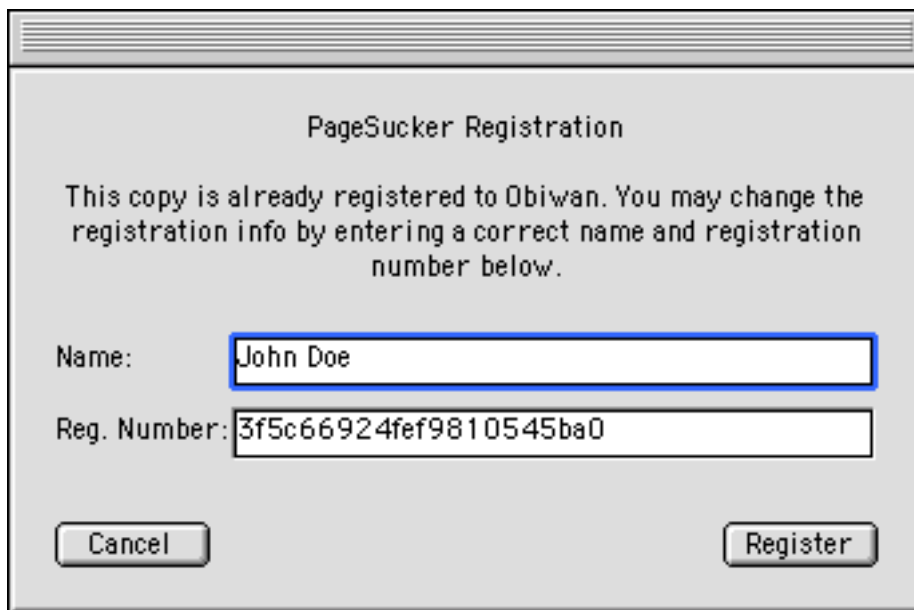 PageSucker Registration
This copy is already registered to Obiwan. You may change the
registration info by entering a correct name and registration
number below.
Name: John Doe
Reg. Number: 3f5c66924fef9810545ba0
Cancel Register